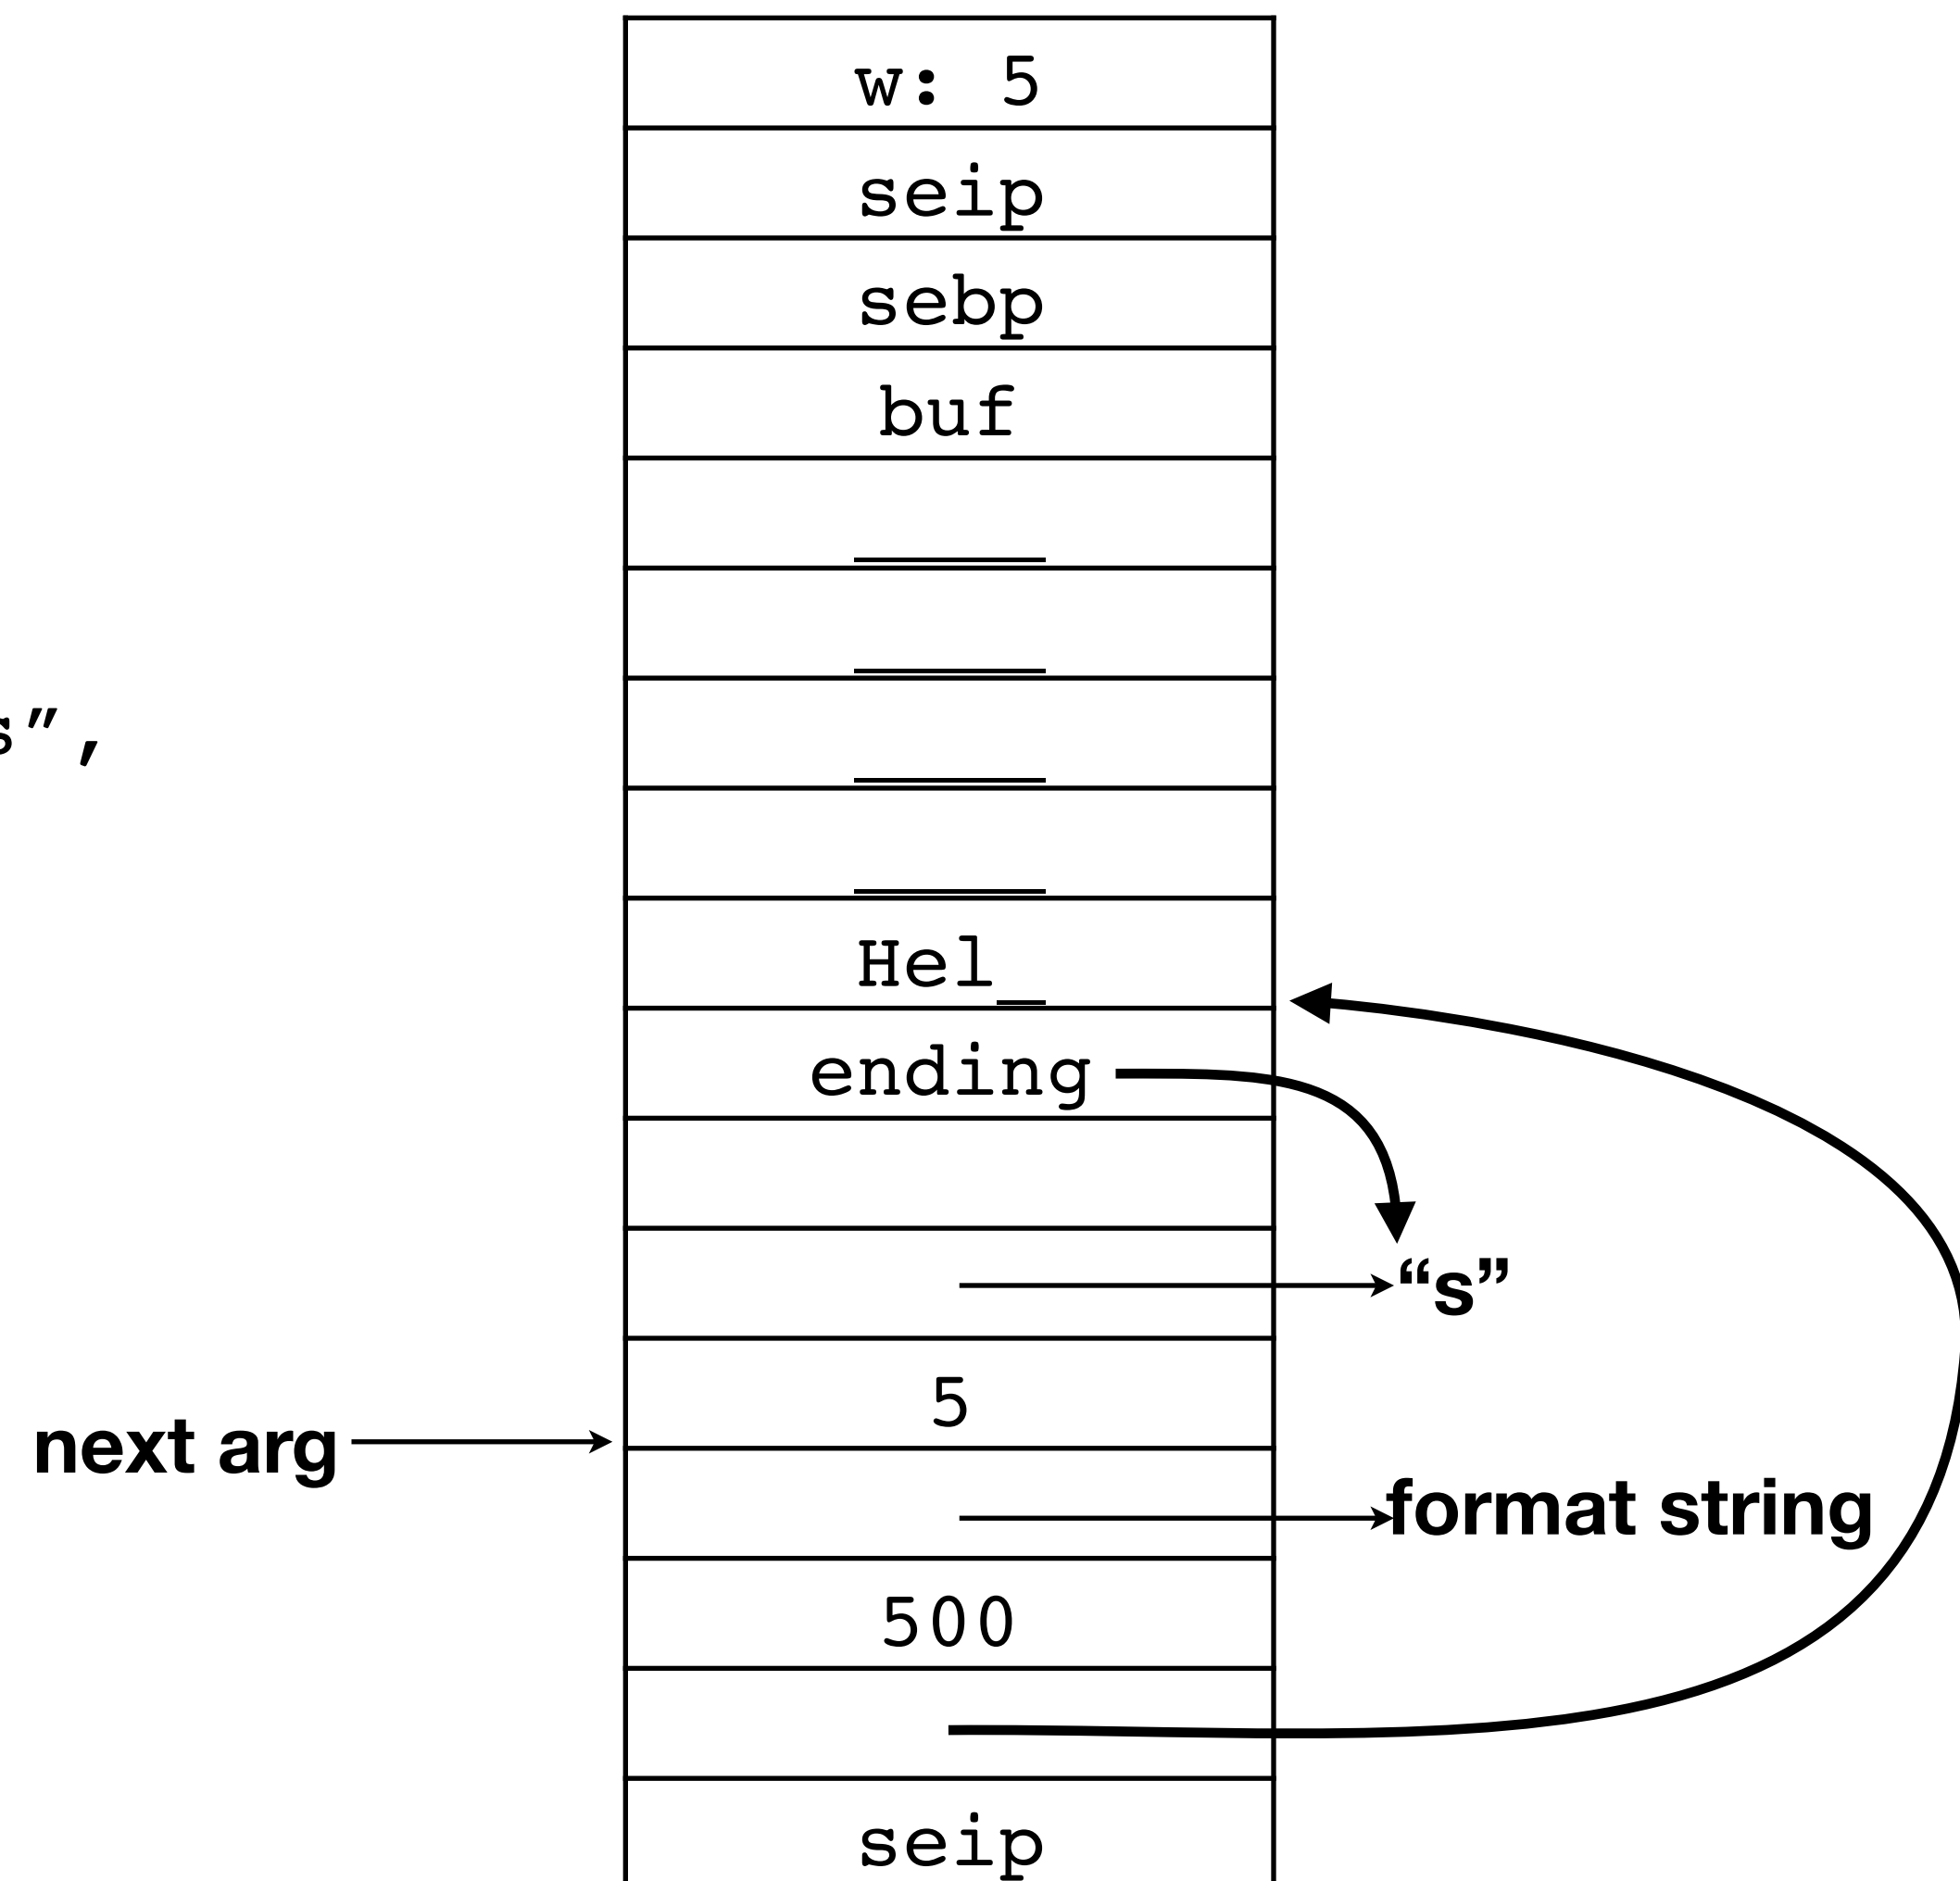 w: 5
seip
sebp
buf
____
____
s”,
____
____
Hel_
ending
“s”
5
next arg
format string
500
seip